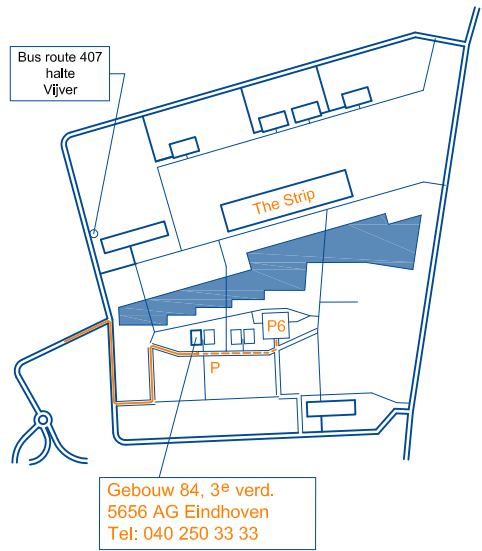 Bus route 407
halte
Vijver
The Strip
P6
P
Gebouw 84, 3e verd.
5656 AG Eindhoven
Tel: 040 250 33 33